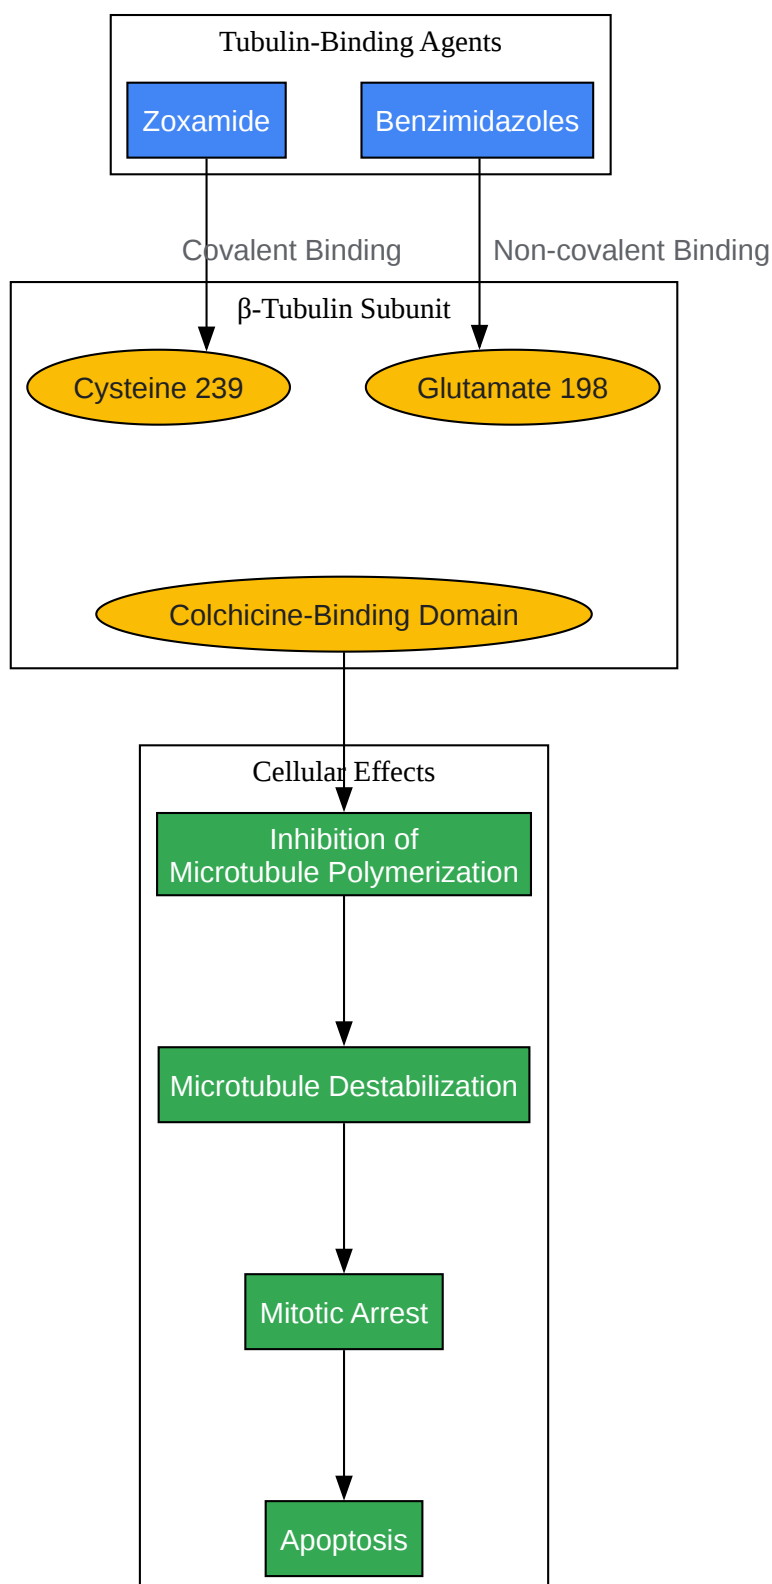 Tubulin-Binding Agents
Zoxamide
Benzimidazoles
Covalent Binding
Non-covalent Binding
β-Tubulin Subunit
Cysteine 239
Glutamate 198
Colchicine-Binding Domain
Cellular Effects
Inhibition of
Microtubule Polymerization
Microtubule Destabilization
Mitotic Arrest
Apoptosis